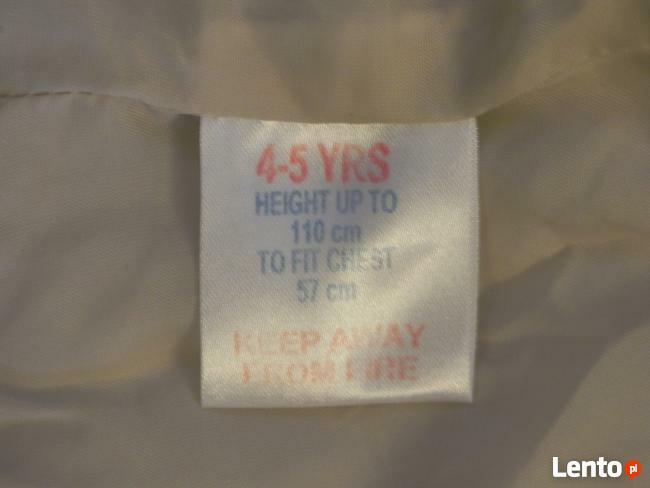 4-5 YRS
HEIGHT UP TO
110 cm
TO FIT CHEST
57 cm
KEEP AWAY
FROM FIRE
Lento.pl